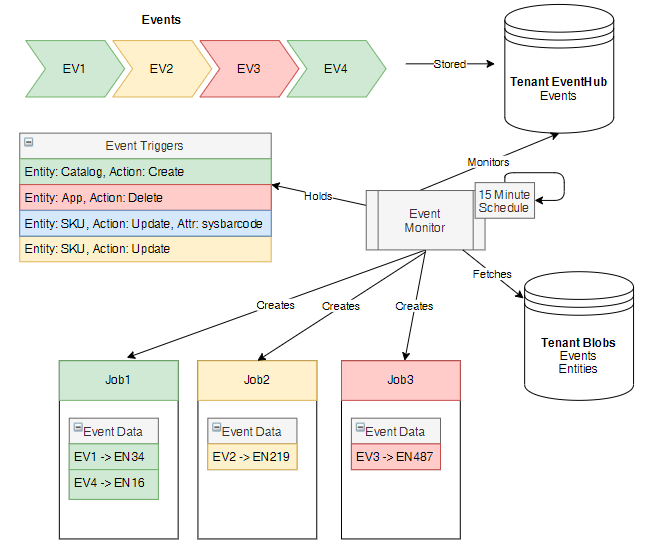 Events
EV1
EV2
EV3
EV4
Stored
Tenant EventHub
Events
Event Triggers
Entity: Catalog, Action: Create
Entity: App, Action: Delete
Entity: SKU, Action: Update, Attr: sysbarcode
Entity: SKU, Action: Update
Holds
Monitors
Event
Monitor
15 Minute
Schedule
Fetches
Tenant Blobs
Events
Entities
Creates
Creates
Creates
Job1
Event Data
EV1 -> EN34
EV4 -> EN16
Job2
Event Data
EV2 -> EN219
Job3
Event Data
EV3 -> EN487